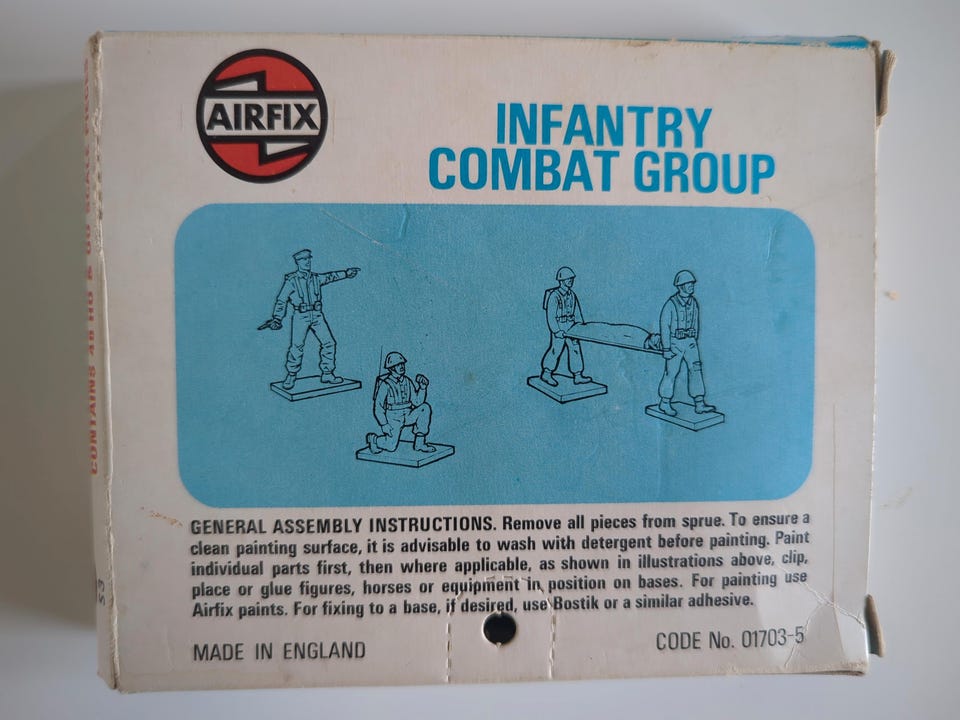 AIRFIX
INFANTRY
COMBAT GROUP
GENERAL ASSEMBLY INSTRUCTIONS. Remove all pieces from sprue. To ensure a
clean painting surface, it is advisable to wash with detergent before painting. Paint
individual parts first, then where applicable, as shown in illustrations above, clip,
place or glue figures, horses or equipment in position on bases. For painting use
Airfix paints. For fixing to a base, if desired, use Bostik or a similar adhesive.
MADE IN ENGLAND
CODE No. 01703-5
CONTAINS 48 HO & OO
S3